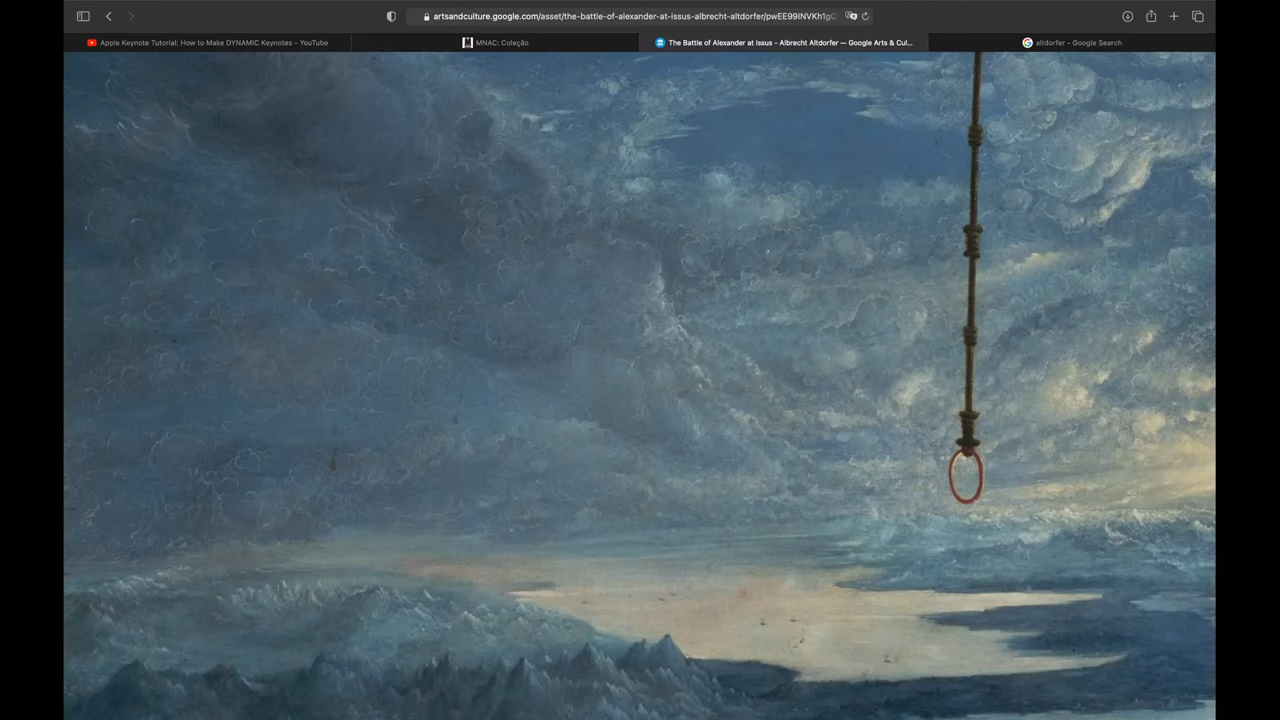 artsandculture.google.com/asset/the-battle-of-alexander-at-issus-albrecht-altdorfer/pwEE99INVKh1gQ
Apple Keynote Tutorial: How to Make DYNAMIC Keynotes - YouTube
MNAC: Coleção
The Battle of Alexander at Issus - Albrecht Altdorfer — Google Arts & Cul...
altdorfer - Google Search